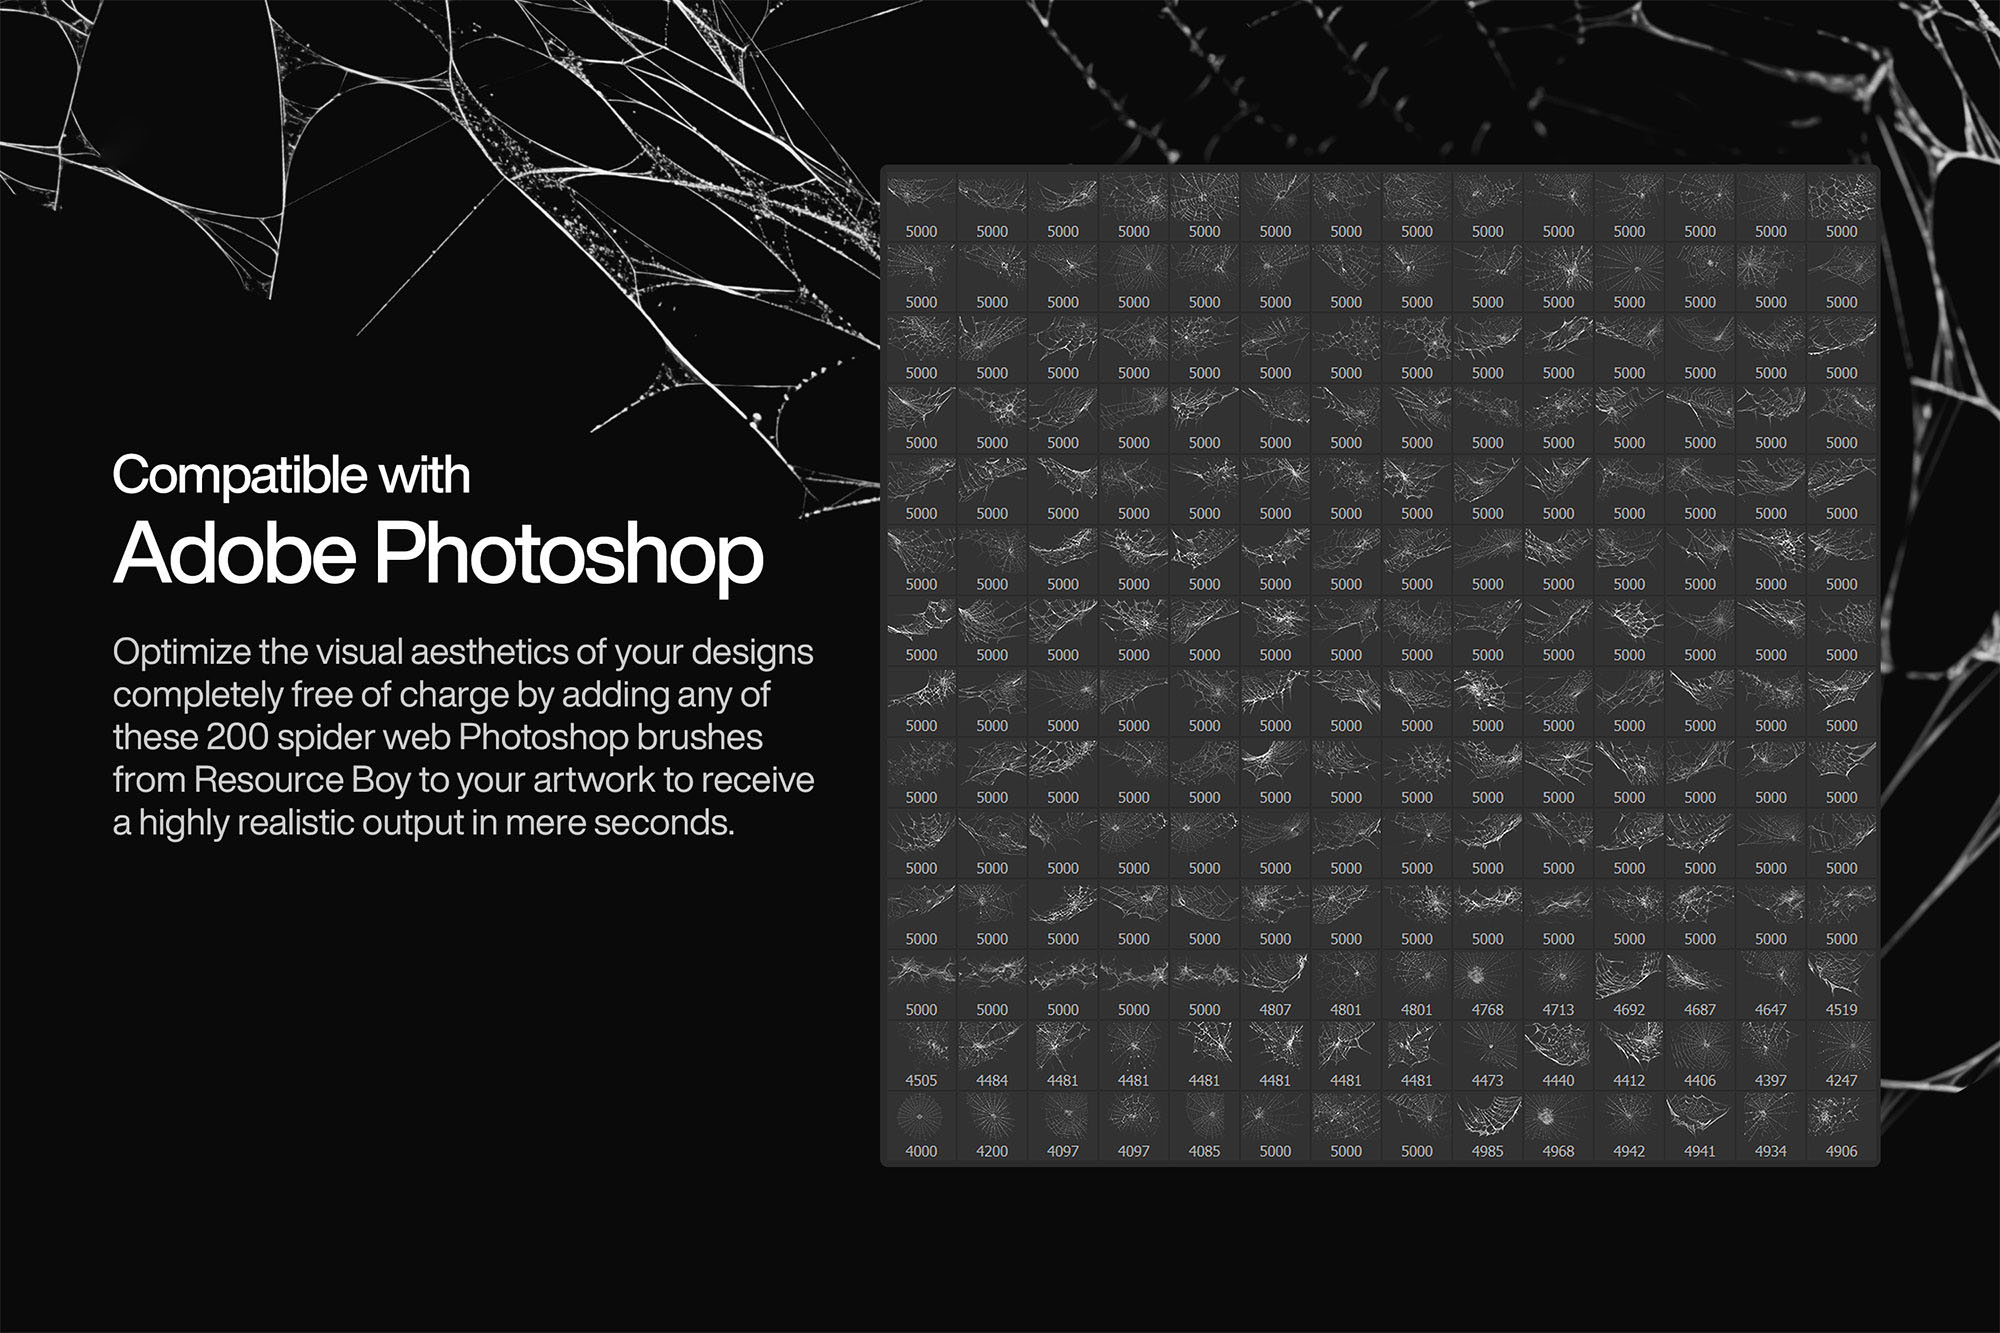 Compatible with
Adobe Photoshop
Optimize the visual aesthetics of your designs
completely free of charge by adding any of
these 200 spider web Photoshop brushes
from Resource Boy to your artwork to receive
a highly realistic output in mere seconds.
5000 5000 5000 5000 5000 5000 5000 5000 5000 5000 5000 5000 5000 5000
5000 5000 5000 5000 5000 5000 5000 5000 5000 5000 5000 5000 5000 5000
5000 5000 5000 5000 5000 5000 5000 5000 5000 5000 5000 5000 5000 5000
5000 5000 5000 5000 5000 5000 5000 5000 5000 5000 5000 5000 5000 5000
5000 5000 5000 5000 5000 5000 5000 5000 5000 5000 5000 5000 5000 5000
5000 5000 5000 5000 5000 5000 5000 5000 5000 5000 5000 5000 5000 5000
5000 5000 5000 5000 5000 5000 5000 5000 5000 5000 5000 5000 5000 5000
5000 5000 5000 5000 5000 5000 5000 5000 5000 5000 5000 5000 5000 5000
5000 5000 5000 5000 5000 5000 5000 5000 5000 5000 5000 5000 5000 5000
5000 5000 5000 5000 5000 5000 5000 5000 5000 5000 5000 5000 5000 5000
5000 5000 5000 5000 5000 5000 5000 5000 5000 5000 5000 5000 5000 5000
5000 5000 5000 5000 5000 4807 4801 4801 4768 4713 4692 4687 4647 4519
4505 4484 4481 4481 4481 4481 4481 4481 4473 4440 4412 4406 4397 4247
4000 4200 4097 4097 4085 5000 5000 5000 4985 4968 4942 4941 4934 4906